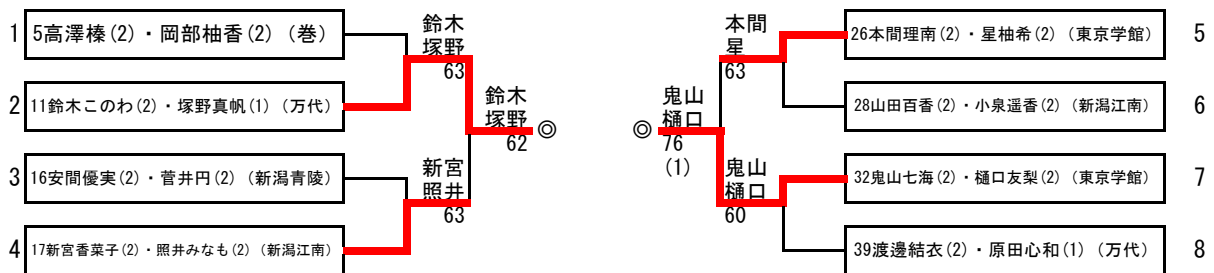 1
5高澤榛(2)・岡部柚香(2)（巻）
2
11鈴木このわ(2)・塚野真帆(1)（万代）
3
16安間優実(2)・菅井円(2)（新潟青陵）
4
17新宮香菜子(2)・照井みなも(2)（新潟江南）
鈴木
塚野
63
新宮
照井
63
鈴木
塚野
62
◎
◎
鬼山
樋口
76
(1)
本間
星
63
鬼山
樋口
60
26本間理南(2)・星柚希(2)（東京学館）
5
28山田百香(2)・小泉遥香(2)（新潟江南）
6
32鬼山七海(2)・樋口友梨(2)（東京学館）
7
39渡邊結衣(2)・原田心和(1)（万代）
8